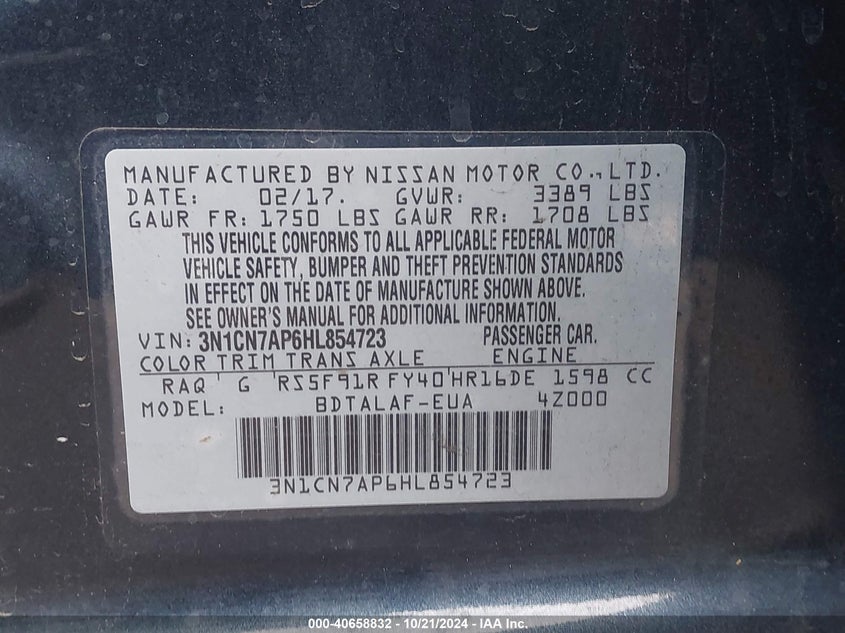 MANUFACTURED BY NISSAN MOTOR CO., LTD.
DATE: 02/17. GVWR: 3389 LBS
GAWR FR: 1750 LBS GAWR RR: 1708 LBS
THIS VEHICLE CONFORMS TO ALL APPLICABLE FEDERAL MOTOR
VEHICLE SAFETY, BUMPER AND THEFT PREVENTION STANDARDS
IN EFFECT ON THE DATE OF MANUFACTURE SHOWN ABOVE.
SEE OWNER'S MANUAL FOR ADDITIONAL INFORMATION.
VIN: 3N1CN7AP6HL854723 PASSENGER CAR.
COLOR TRIM TRANS AXLE ENGINE
RAQ G RS5F91R FY40 HR16DE 1598 CC
MODEL: BDTALAF-EUA 4Z000
3N1CN7AP6HL854723
000-40658832 - 10/21/2024 - IAA Inc.